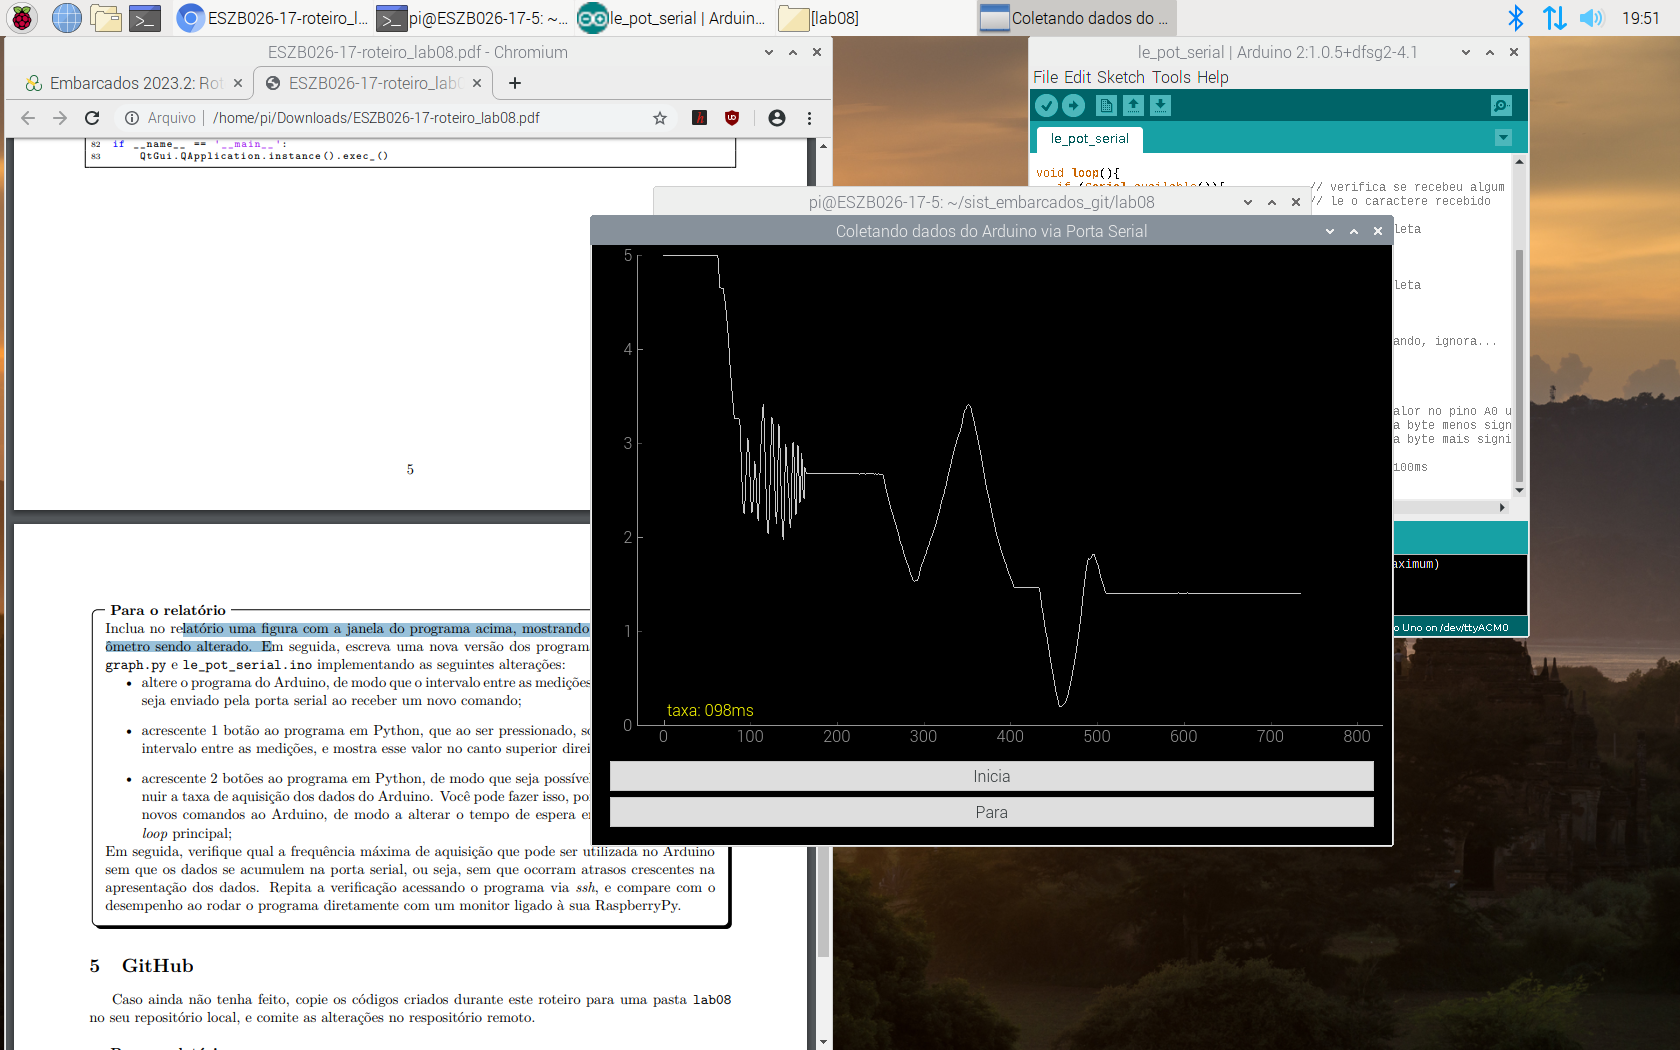 ESZB026-17-roteiro_l...
pi@ESZB026-17-5: ~...
le_pot_serial | Arduin...
[lab08]
Coletando dados do ...
19:51
ESZB026-17-roteiro_lab08.pdf - Chromium
Embarcados 2023.2: Rot
ESZB026-17-roteiro_lab0
Arquivo
/home/pi/Downloads/ESZB026-17-roteiro_lab08.pdf
82 if __name__ == '__main__':
83 QtGui.QApplication.instance().exec_()
5
Para o relatório
Inclua no relatório uma figura com a janela do programa acima, mostrando
ômetro sendo alterado. Em seguida, escreva uma nova versão dos program
graph.py e le_pot_serial.ino implementando as seguintes alterações:
• altere o programa do Arduino, de modo que o intervalo entre as medições
seja enviado pela porta serial ao receber um novo comando;
• acrescente 1 botão ao programa em Python, que ao ser pressionado, so
intervalo entre as medições, e mostra esse valor no canto superior direi
• acrescente 2 botões ao programa em Python, de modo que seja possível
nuir a taxa de aquisição dos dados do Arduino. Você pode fazer isso, po
novos comandos ao Arduino, de modo a alterar o tempo de espera e
loop principal;
Em seguida, verifique qual a frequência máxima de aquisição que pode ser utilizada no Arduino
sem que os dados se acumulem na porta serial, ou seja, sem que ocorram atrasos crescentes na
apresentação dos dados. Repita a verificação acessando o programa via ssh, e compare com o
desempenho ao rodar o programa diretamente com um monitor ligado à sua RaspberryPy.
5 GitHub
Caso ainda não tenha feito, copie os códigos criados durante este roteiro para uma pasta lab08
no seu repositório local, e comite as alterações no respositório remoto.
le_pot_serial | Arduino 2:1.0.5+dfsg2-4.1
File Edit Sketch Tools Help
le_pot_serial
void loop(){
if (Serial.available()){ // verifica se recebeu algum
// le o caractere recebido
leta
leta
ando, ignora...
alor no pino A0 u
a byte menos sign
a byte mais signi
100ms
aximum)
o Uno on /dev/ttyACM0
pi@ESZB026-17-5: ~/sist_embarcados_git/lab08
Coletando dados do Arduino via Porta Serial
5
4
3
2
1
0
taxa: 098ms
0 100 200 300 400 500 600 700 800
Inicia
Para